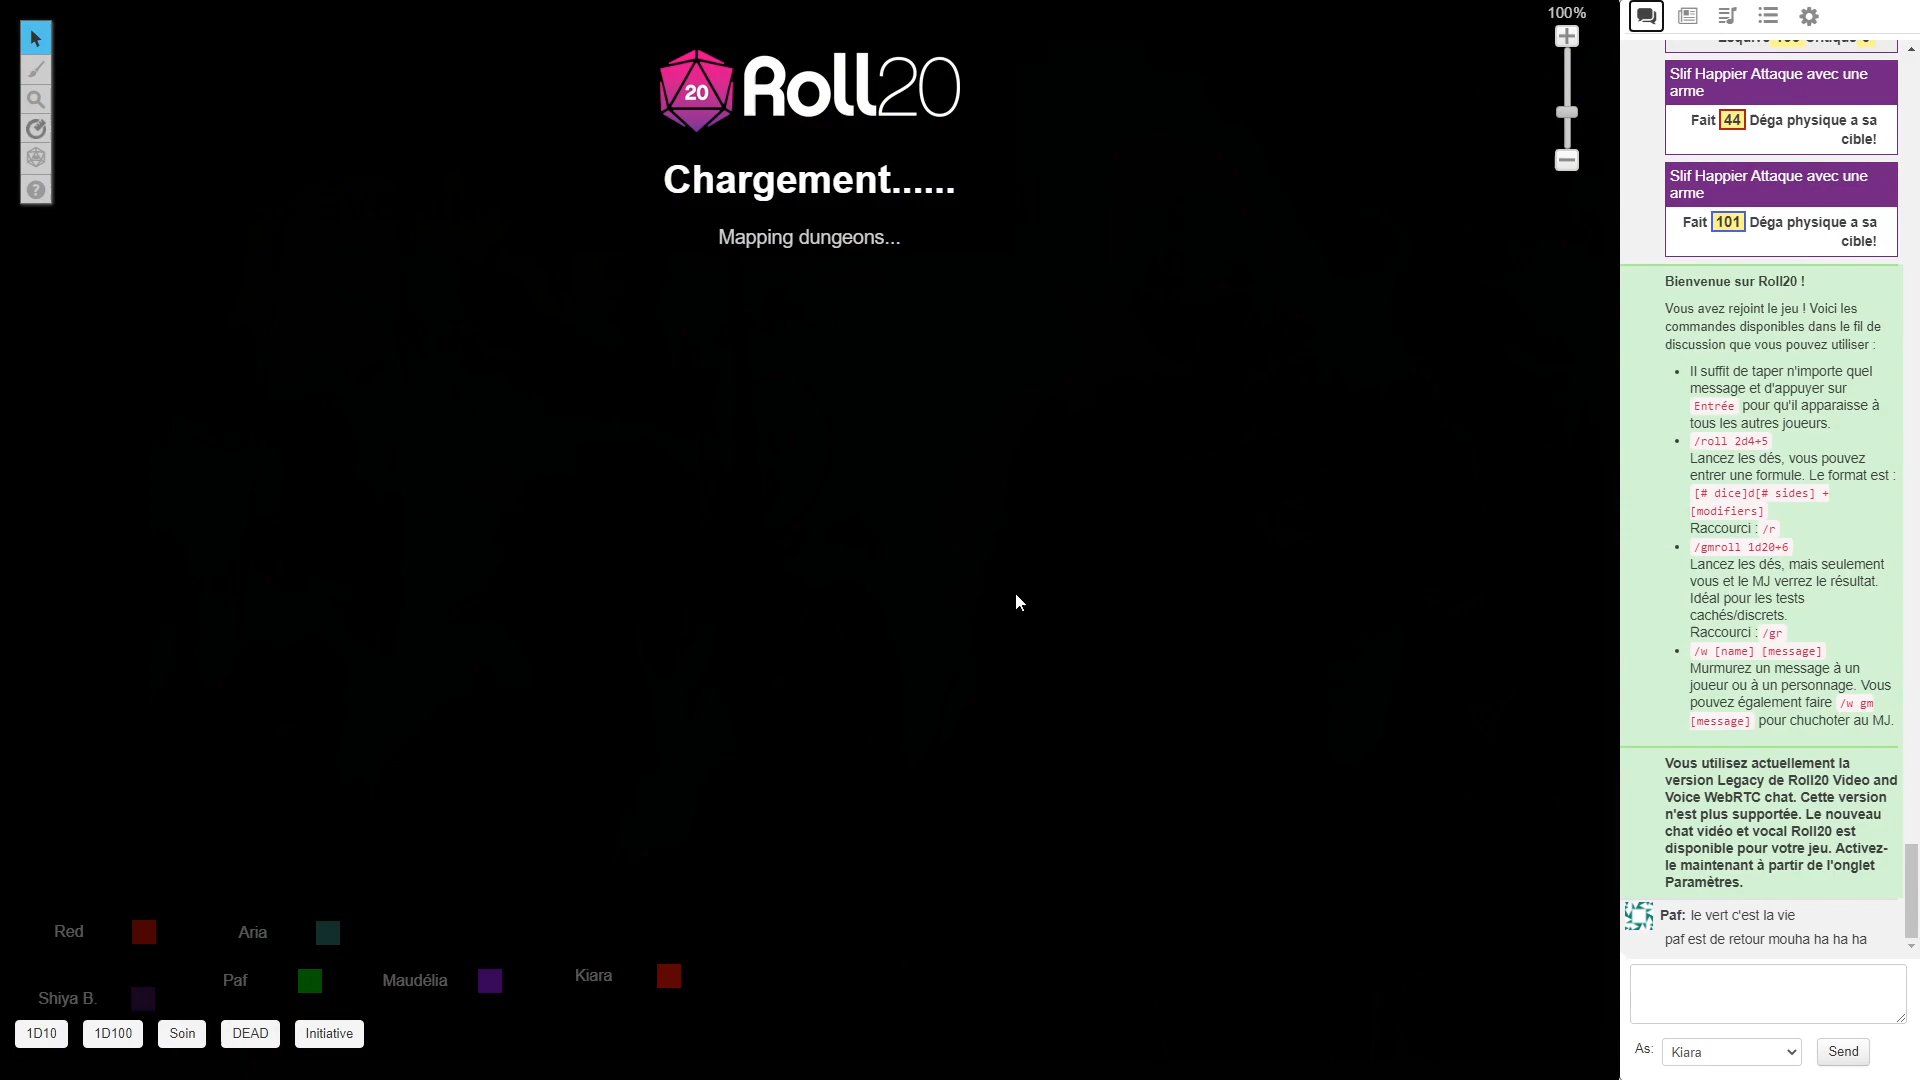 100%
20
Roll20
Chargement......
Mapping dungeons...
Slif Happier Attaque avec une
arme
Fait 44 Déga physique a sa
cible!
Slif Happier Attaque avec une
arme
Fait 101 Déga physique a sa
cible!
Bienvenue sur Roll20 !
Vous avez rejoint le jeu ! Voici les
commandes disponibles dans le fil de
discussion que vous pouvez utiliser :
Il suffit de taper n'importe quel
message et d'appuyer sur
Entrée pour qu'il apparaisse à
tous les autres joueurs.
/roll 2d4+5
Lancez les dés, vous pouvez
entrer une formule. Le format est :
[# dice]d[# sides] +
[modifiers]
Raccourci : /r
/gmroll 1d20+6
Lancez les dés, mais seulement
vous et le MJ verrez le résultat.
Idéal pour les tests
cachés/discrets.
Raccourci : /gr
/w [name] [message]
Murmurez un message à un
joueur ou à un personnage. Vous
pouvez également faire /w gm
[message] pour chuchoter au MJ.
Vous utilisez actuellement la
version Legacy de Roll20 Video and
Voice WebRTC chat. Cette version
n'est plus supportée. Le nouveau
chat vidéo et vocal Roll20 est
disponible pour votre jeu. Activez-
le maintenant à partir de l'onglet
Paramètres.
Paf: le vert c'est la vie
paf est de retour mouha ha ha ha
Red
Aria
Shiya B.
Paf
Maudélia
Kiara
1D10
1D100
Soin
DEAD
Initiative
As: Kiara
Send